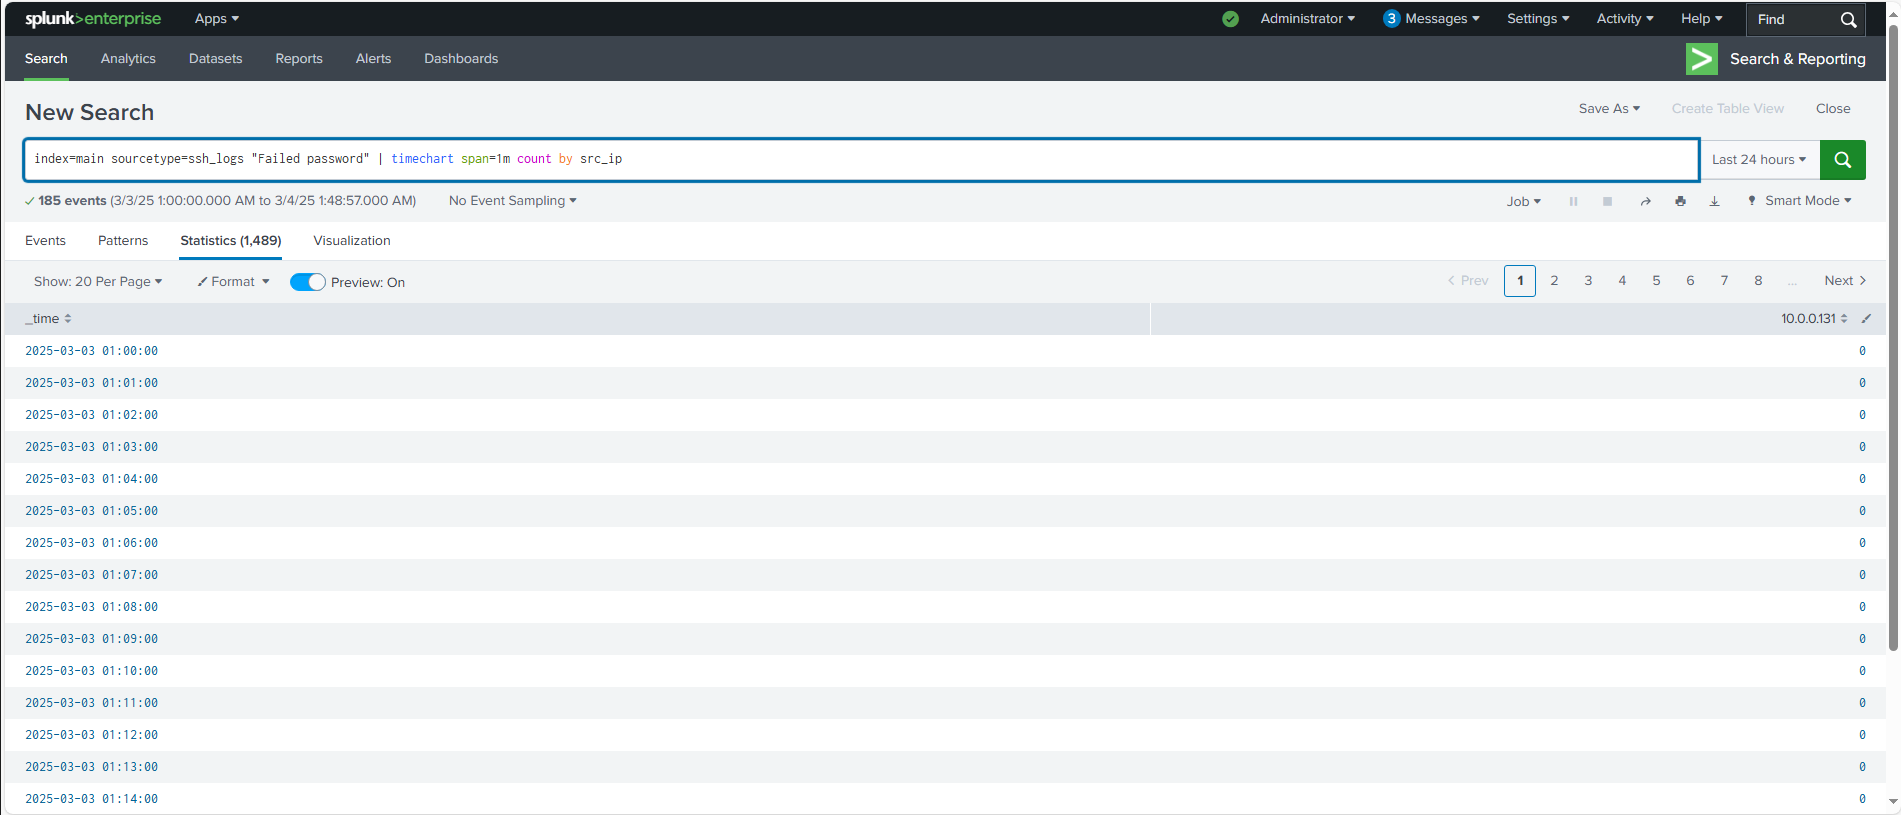 splunk>enterprise Apps Administrator 3 Messages Settings Activity Help Find
Search Analytics Datasets Reports Alerts Dashboards Search & Reporting
New Search Save As Create Table View Close
index=main sourcetype=ssh_logs "Failed password" | timechart span=1m count by src_ip Last 24 hours
185 events (3/3/25 1:00:00.000 AM to 3/4/25 1:48:57.000 AM) No Event Sampling Job Smart Mode
Events Patterns Statistics (1,489) Visualization
Show: 20 Per Page Format Preview: On < Prev 1 2 3 4 5 6 7 8 ... Next >
_time 10.0.0.131
2025-03-03 01:00:00 0
2025-03-03 01:01:00 0
2025-03-03 01:02:00 0
2025-03-03 01:03:00 0
2025-03-03 01:04:00 0
2025-03-03 01:05:00 0
2025-03-03 01:06:00 0
2025-03-03 01:07:00 0
2025-03-03 01:08:00 0
2025-03-03 01:09:00 0
2025-03-03 01:10:00 0
2025-03-03 01:11:00 0
2025-03-03 01:12:00 0
2025-03-03 01:13:00 0
2025-03-03 01:14:00 0